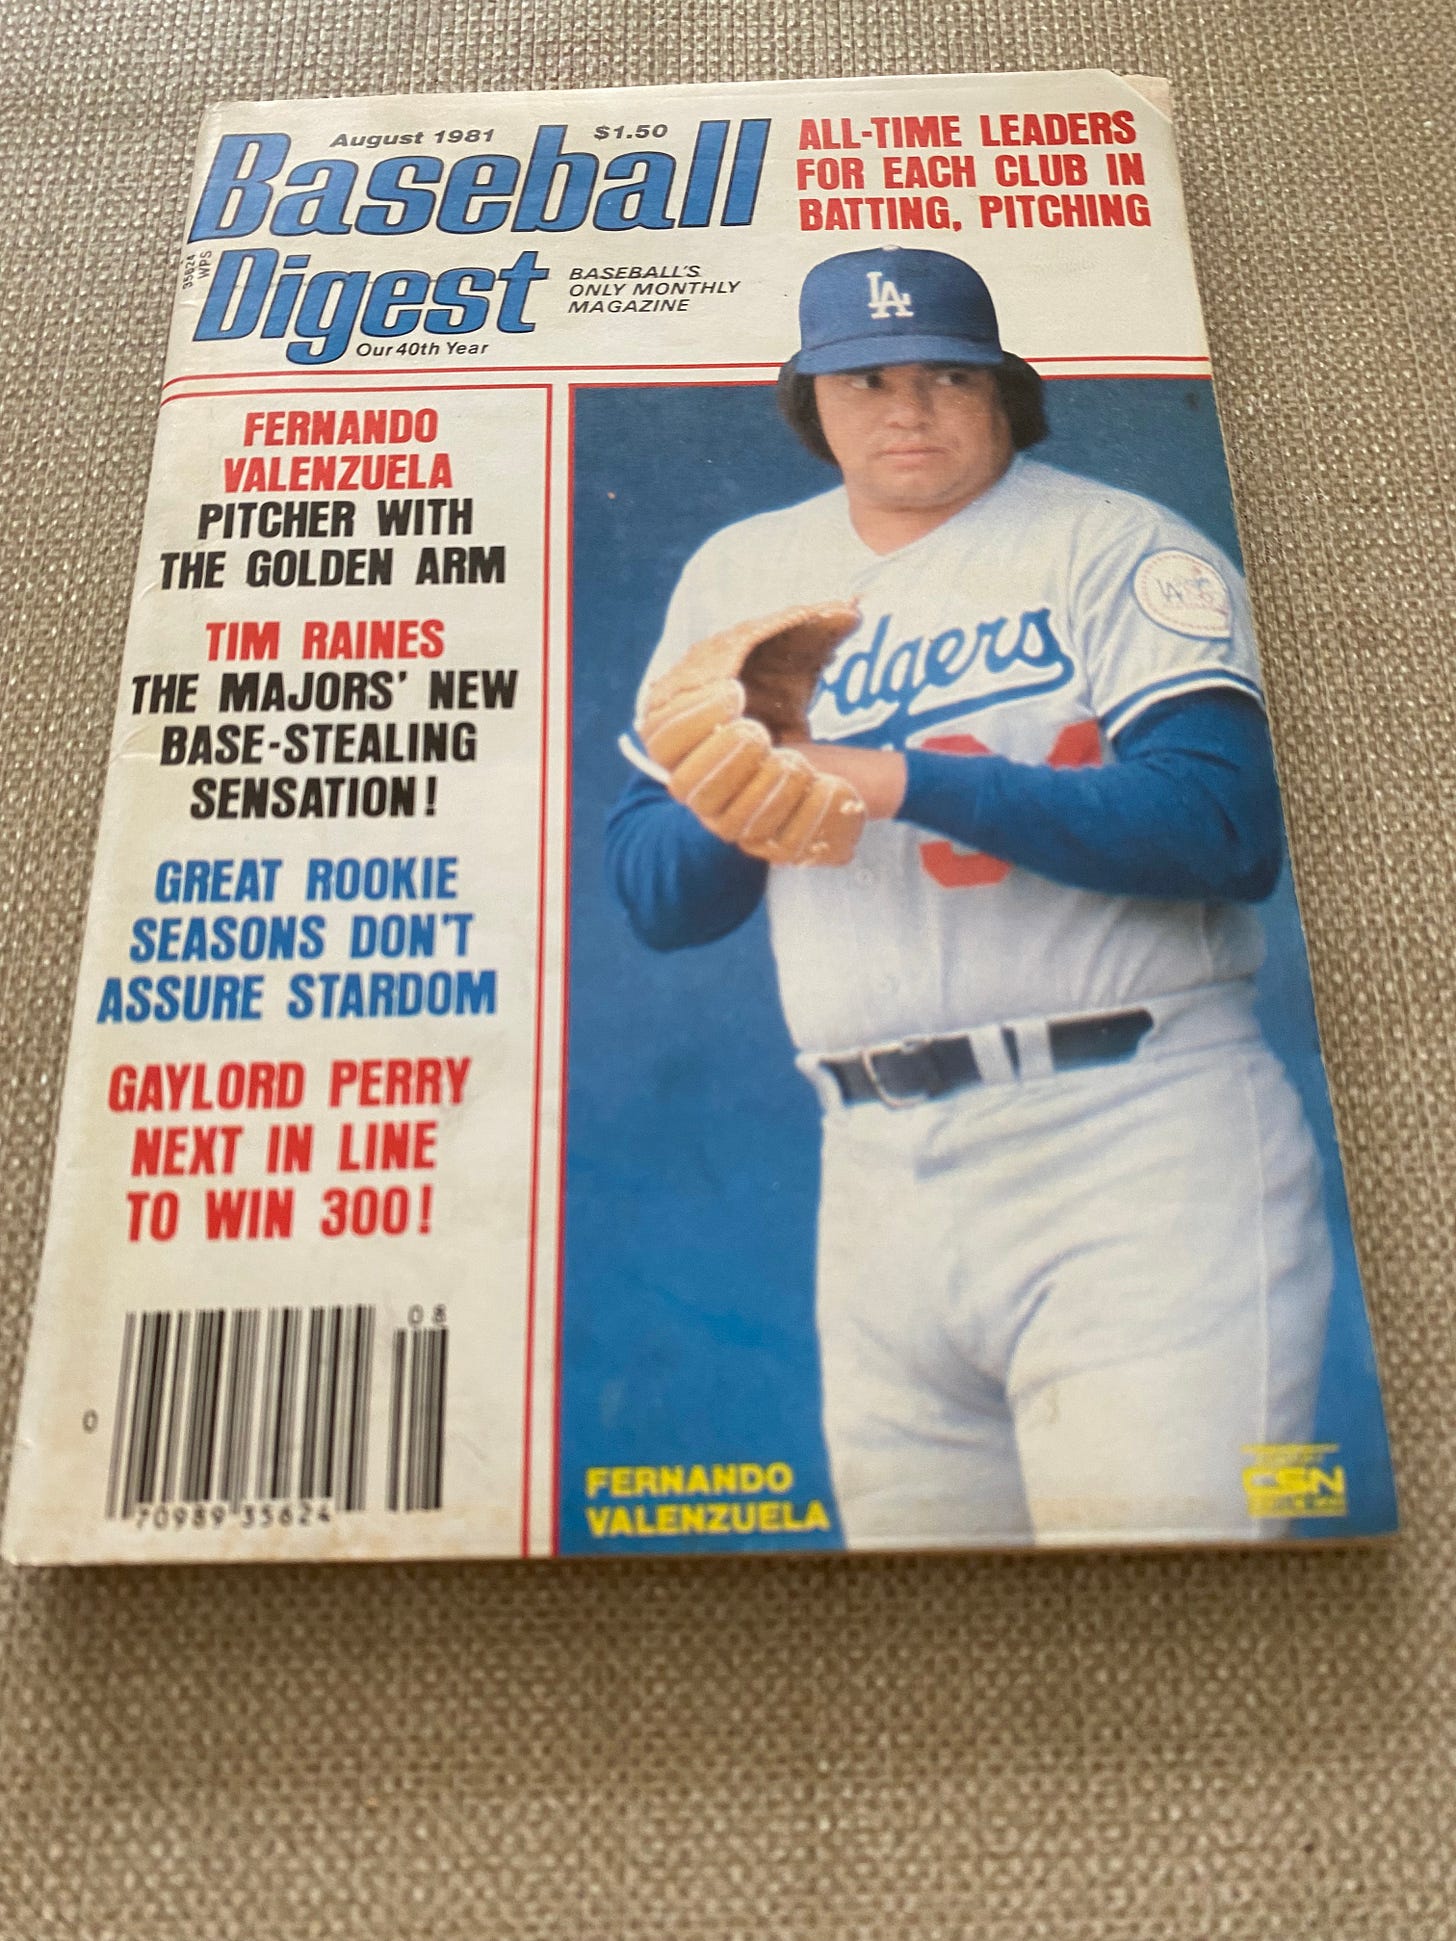 August 1981
$1.50
Baseball
Digest
BASEBALL'S
ONLY MONTHLY
MAGAZINE
Our 40th Year
35624
WPS
ALL-TIME LEADERS
FOR EACH CLUB IN
BATTING, PITCHING
FERNANDO
VALENZUELA
PITCHER WITH
THE GOLDEN ARM
TIM RAINES
THE MAJORS' NEW
BASE-STEALING
SENSATION!
GREAT ROOKIE
SEASONS DON'T
ASSURE STARDOM
GAYLORD PERRY
NEXT IN LINE
TO WIN 300!
08
0
70989 35624
LA
dgers
34
FERNANDO
VALENZUELA